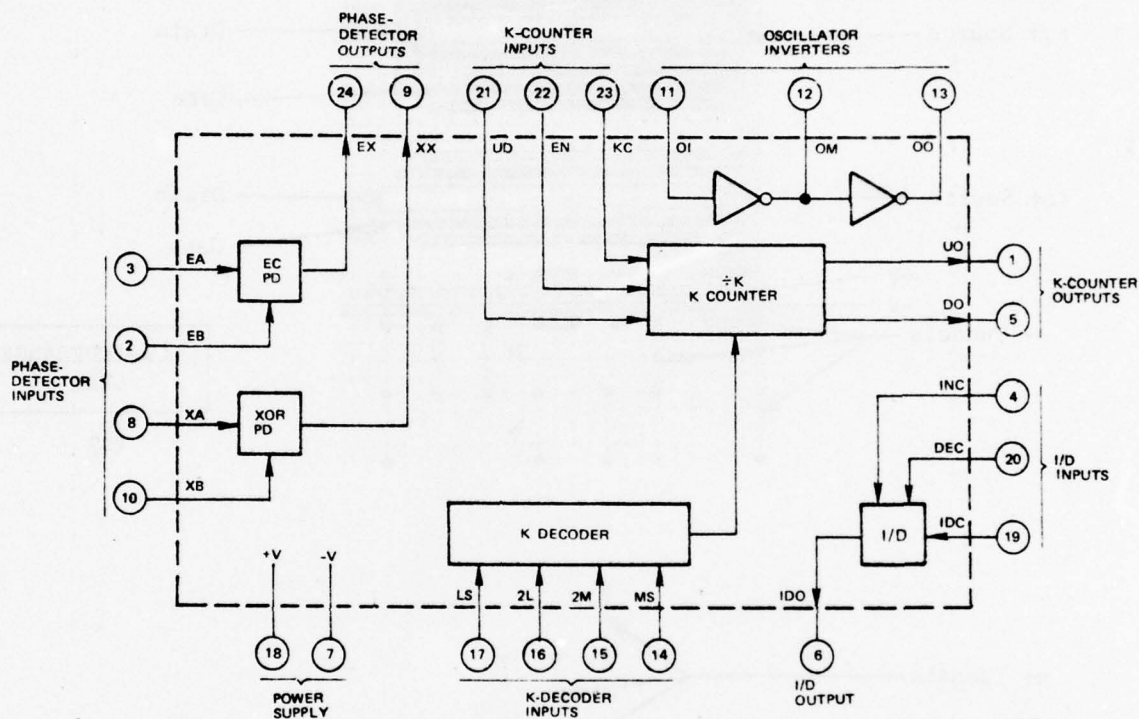 PHASE-
DETECTOR
OUTPUTS
K-COUNTER
INPUTS
OSCILLATOR
INVERTERS
24
9
21
22
23
11
12
13
EX
XX
UD
EN
KC
OI
OM
OO
3
EA
EC
PD
2
EB
÷K
K COUNTER
UO
1
DO
5
K-COUNTER
OUTPUTS
PHASE-
DETECTOR
INPUTS
8
XA
XOR
PD
10
XB
INC
4
DEC
20
IDC
19
I/D
INPUTS
K DECODER
I/D
+V
-V
LS
2L
2M
MS
IDO
18
7
17
16
15
14
6
POWER
SUPPLY
K-DECODER
INPUTS
I/D
OUTPUT